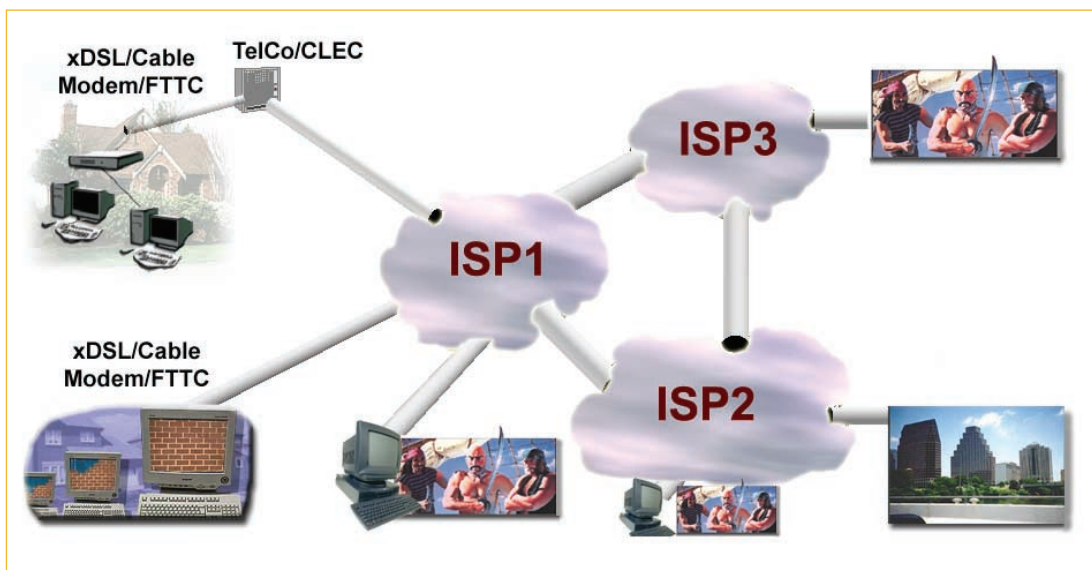 xDSL/Cable
Modem/FTTC
TelCo/CLEC
ISP3
ISP1
xDSL/Cable
Modem/FTTC
ISP2